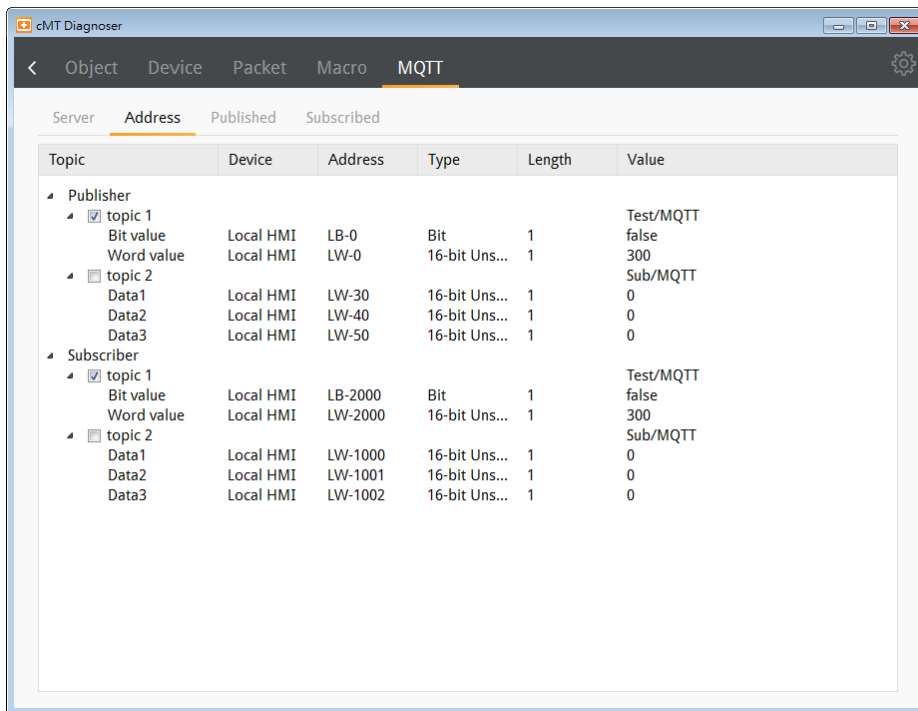 cMT Diagnoser
Object Device Packet Macro MQTT
Server Address Published Subscribed
Topic Device Address Type Length Value
Publisher
topic 1 Test/MQTT
Bit value Local HMI LB-0 Bit 1 false
Word value Local HMI LW-0 16-bit Uns... 1 300
topic 2 Sub/MQTT
Data1 Local HMI LW-30 16-bit Uns... 1 0
Data2 Local HMI LW-40 16-bit Uns... 1 0
Data3 Local HMI LW-50 16-bit Uns... 1 0
Subscriber
topic 1 Test/MQTT
Bit value Local HMI LB-2000 Bit 1 false
Word value Local HMI LW-2000 16-bit Uns... 1 300
topic 2 Sub/MQTT
Data1 Local HMI LW-1000 16-bit Uns... 1 0
Data2 Local HMI LW-1001 16-bit Uns... 1 0
Data3 Local HMI LW-1002 16-bit Uns... 1 0